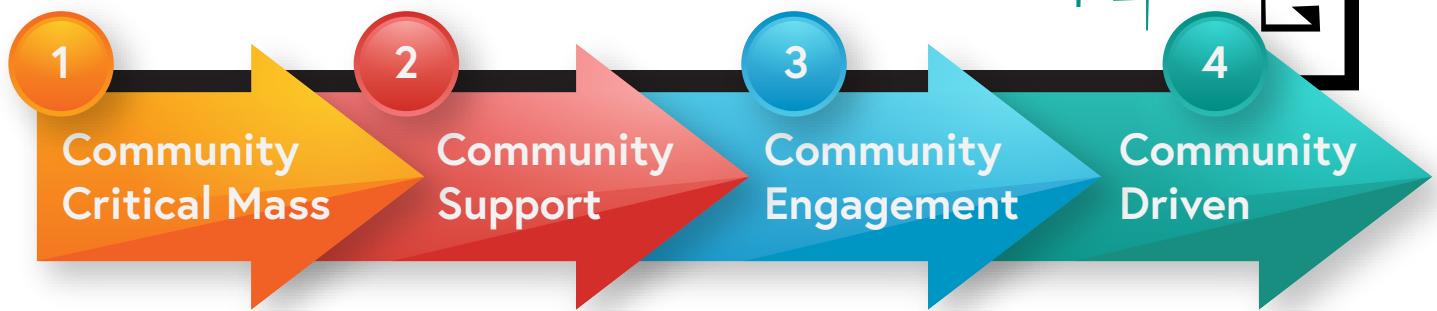 1
Community
Critical Mass
2
Community
Support
3
Community
Engagement
4
Community
Driven